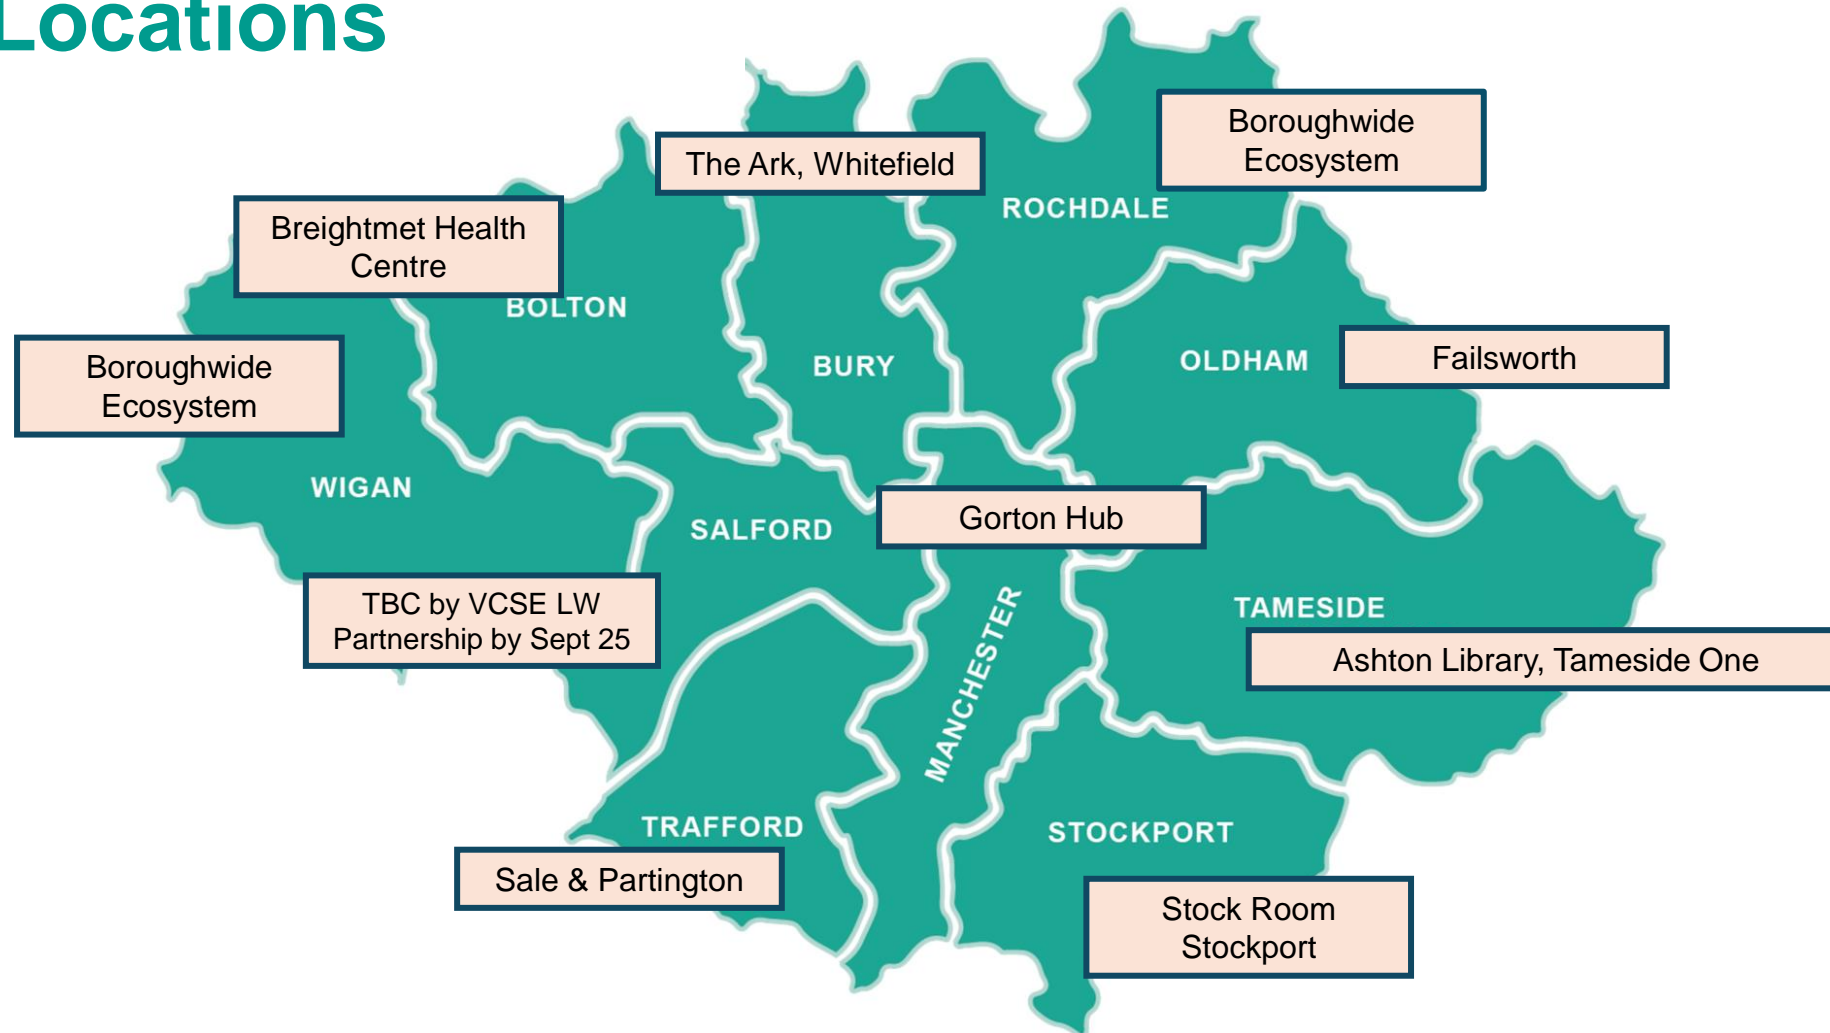 Locations
Boroughwide
Ecosystem
The Ark, Whitefield
ROCHDALE
Breightmet Health
Centre
BOLTON
Boroughwide
Ecosystem
BURY
OLDHAM
Failsworth
WIGAN
SALFORD
Gorton Hub
TBC by VCSE LW
Partnership by Sept 25
TAMESIDE
Ashton Library, Tameside One
MANCHESTER
TRAFFORD
STOCKPORT
Sale & Partington
Stock Room
Stockport